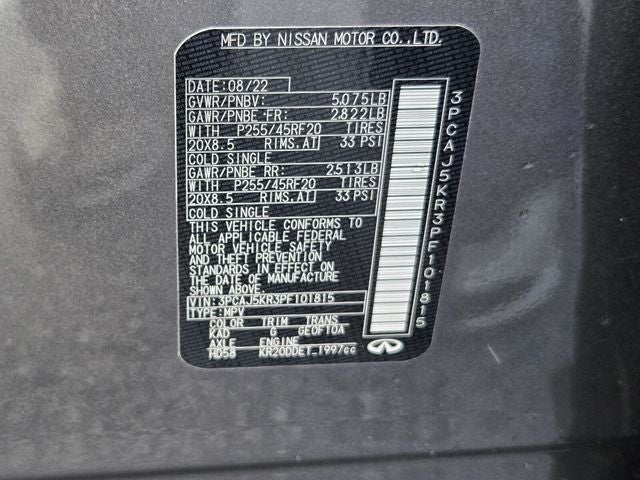 MFD BY NISSAN MOTOR CO.,LTD.
DATE: 08/22
GVWR/PNBV: 5,075LB
GAWR/PNBE FR: 2,822LB
WITH P255/45RF20 TIRES
20X8.5 RIMS.AT 33 PSI
COLD SINGLE
GAWR/PNBE RR: 2513LB
WITH P255/45RF20 TIRES
20X8.5 RIMS.AT 33 PSI
COLD SINGLE
THIS VEHICLE CONFORMS TO
ALL APPLICABLE FEDERAL
MOTOR VEHICLE SAFETY
AND THEFT PREVENTION
STANDARDS IN EFFECT
ON THE DATE OF MANUFACTURE
SHOWN ABOVE.
VIN: 3PCAJ5KR3PF101815
TYPE: MPV
COLOR TRIM TRANS
KAD G GE0F10A
AXLE ENGINE
HD58 KR20DDET 1997cc
3PCAJ5KR3PF101815